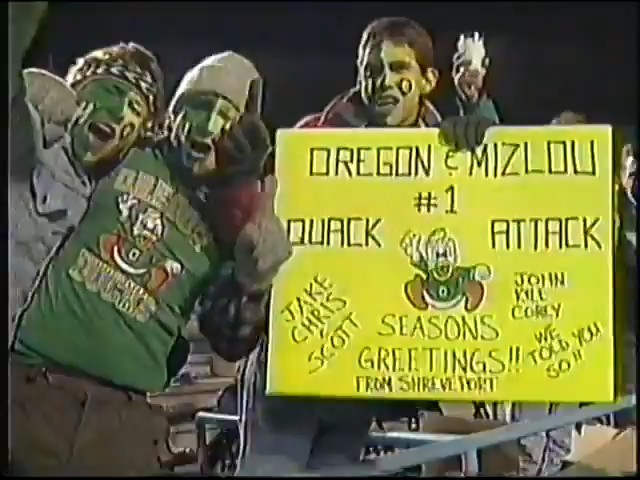 OREGON & MIZLOU
#1
QUACK ATTACK
JAKE
CHRIS
SCOTT
JOHN
KILL
COREY
SEASONS
GREETINGS!!
FROM SHREVEPORT
WE
TOLD YOU
SO!!
OREGON
DUCKS